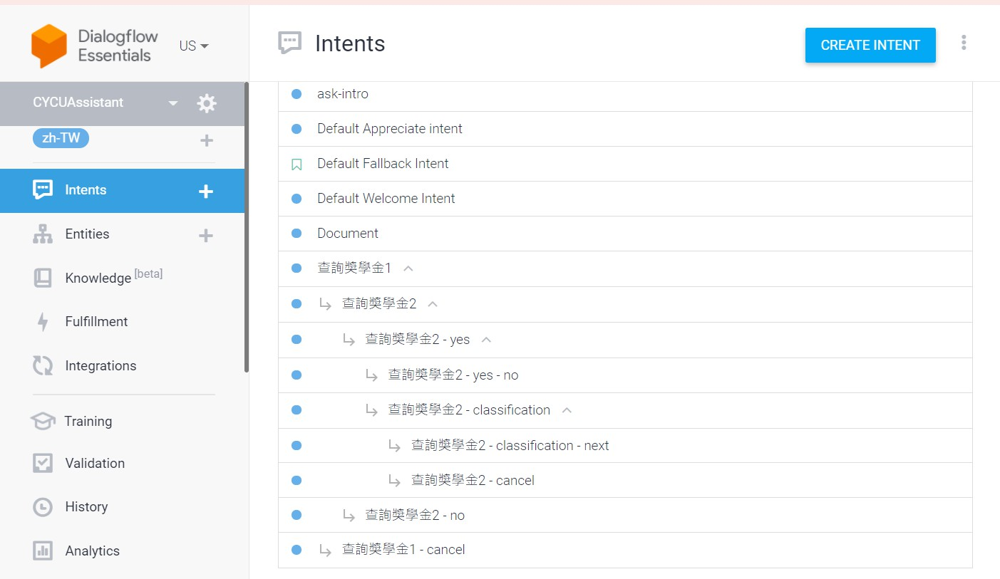 Dialogflow
Essentials
US
Intents
CREATE INTENT
CYCUAssistant
zh-TW
Intents
Entities
Knowledge [beta]
Fulfillment
Integrations
Training
Validation
History
Analytics
ask-intro
Default Appreciate intent
Default Fallback Intent
Default Welcome Intent
Document
查詢獎學金1
查詢獎學金2
查詢獎學金2 - yes
查詢獎學金2 - yes - no
查詢獎學金2 - classification
查詢獎學金2 - classification - next
查詢獎學金2 - cancel
查詢獎學金2 - no
查詢獎學金1 - cancel